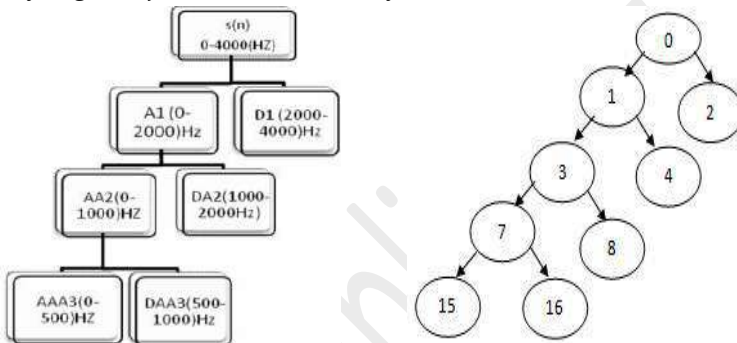 s(n)
0-4000(HZ)
A1(0-
2000)Hz
D1(2000-
4000)Hz
AA2(0-
1000)HZ
DA2(1000-
2000Hz)
AAA3(0-
500)HZ
DAA3(500-
1000)Hz
0
1
2
3
4
7
8
15
16